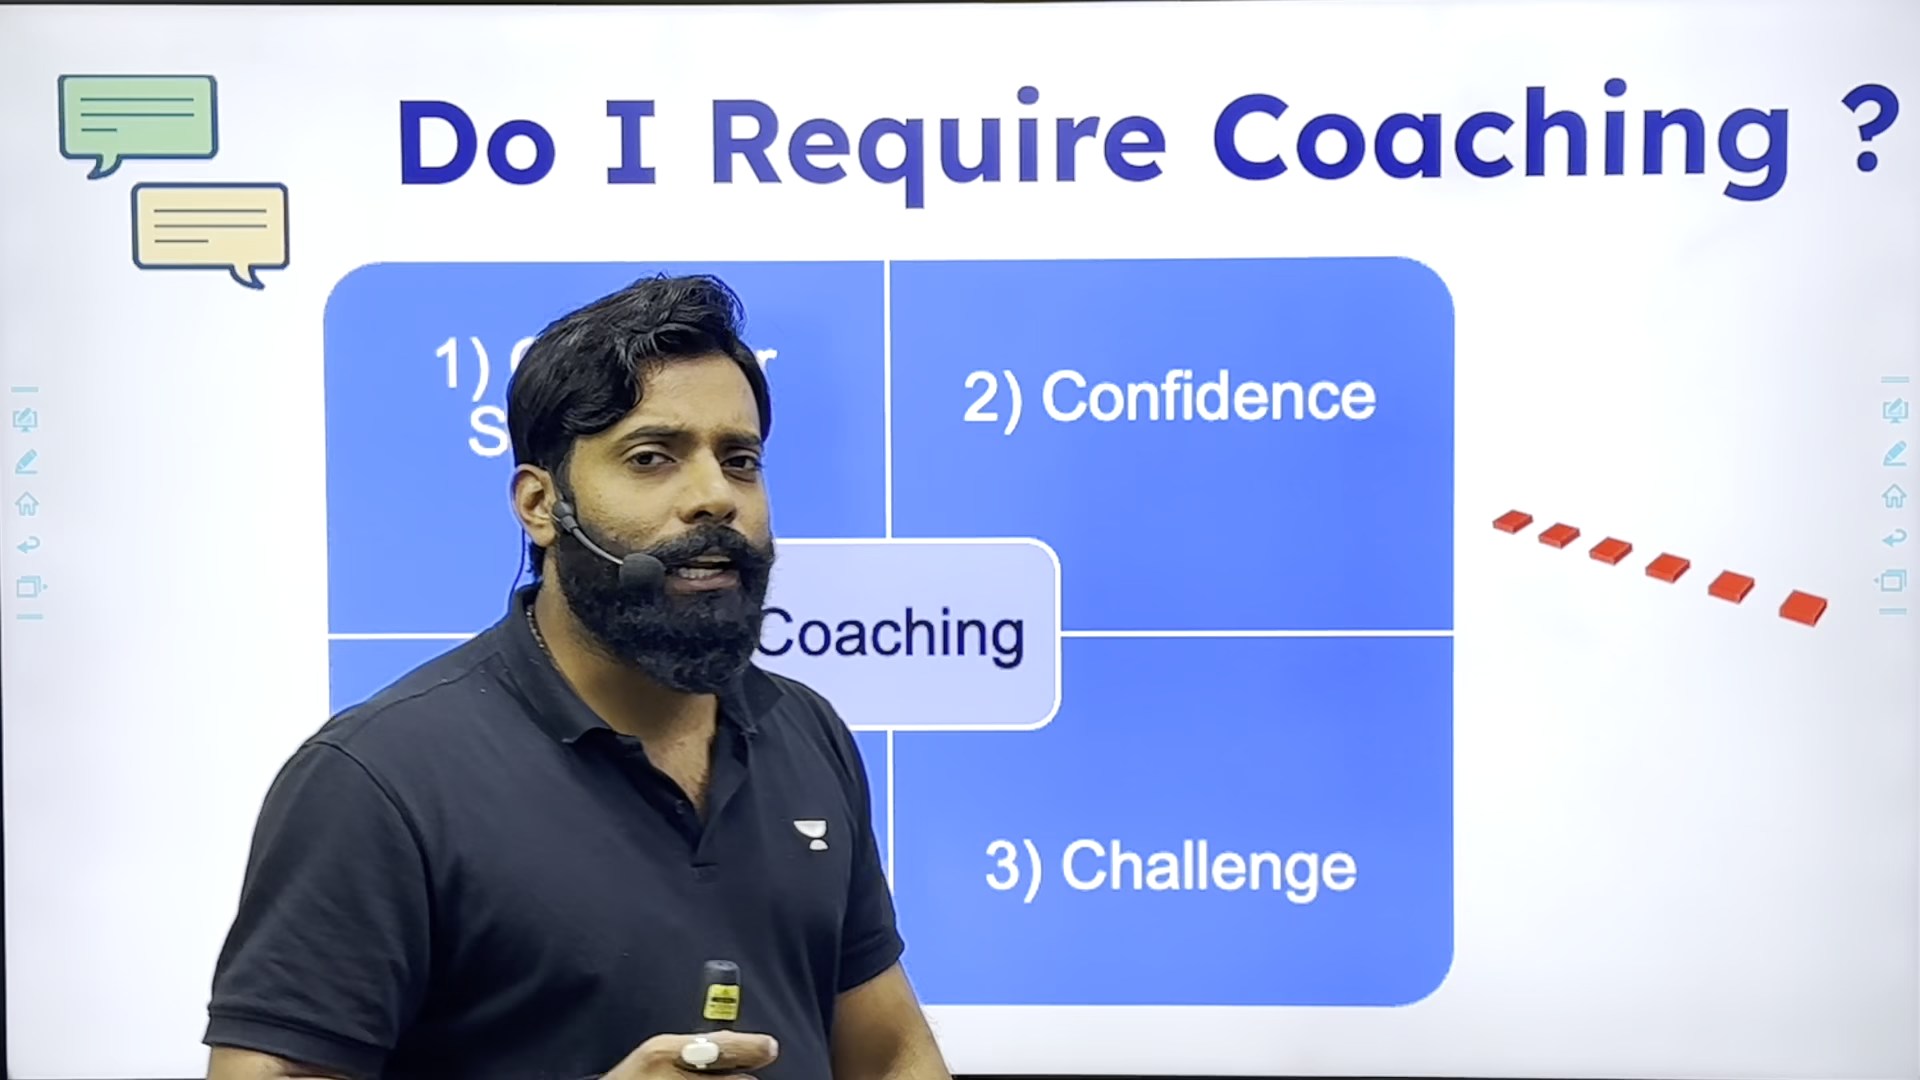 Do I Require Coaching ?
1)
2) Confidence
Coaching
3) Challenge